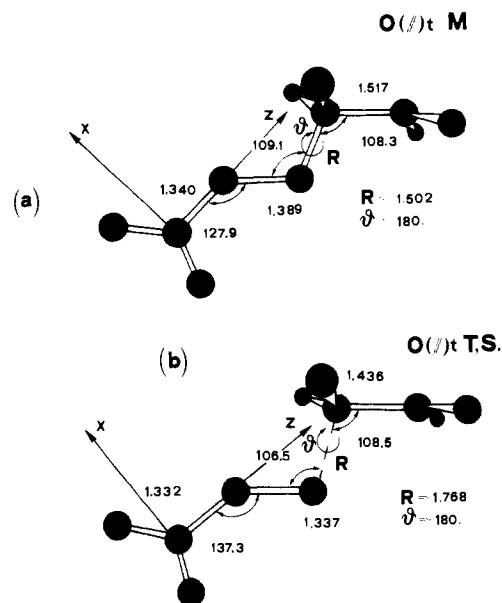 O(//)t M
1.517
X
Z
ϑ
109.1
R
108.3
(a)
1.340
1.389
R - 1.502
ϑ - 180.
127.9
O(//)t T.S.
(b)
1.436
X
Z
ϑ
108.5
106.5
R
1.332
1.337
R = 1.768
ϑ = 180.
137.3